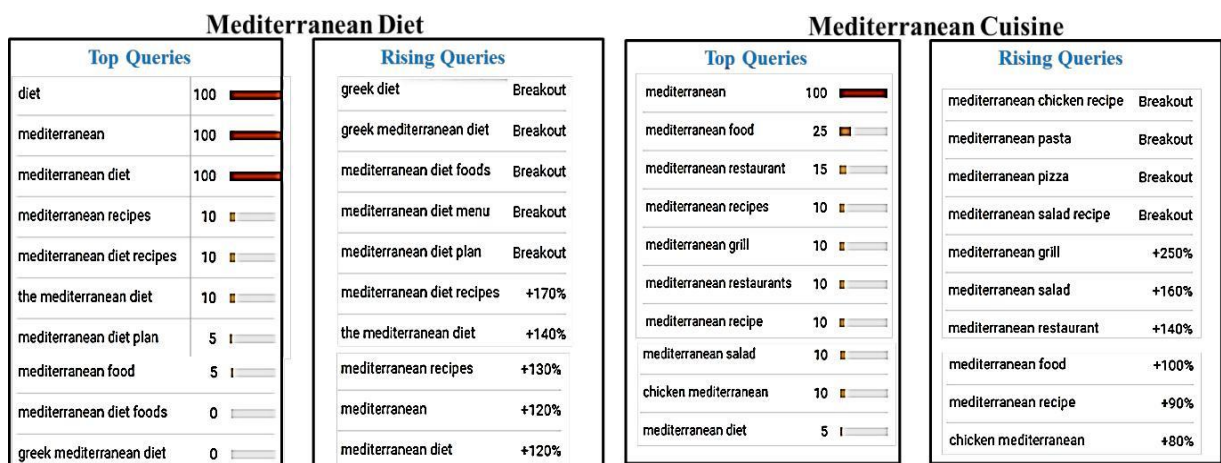 Mediterranean Diet
Top Queries
diet 100
mediterranean 100
mediterranean diet 100
mediterranean recipes 10
mediterranean diet recipes 10
the mediterranean diet 10
mediterranean diet plan 5
mediterranean food 5
mediterranean diet foods 0
greek mediterranean diet 0
Rising Queries
greek diet Breakout
greek mediterranean diet Breakout
mediterranean diet foods Breakout
mediterranean diet menu Breakout
mediterranean diet plan Breakout
mediterranean diet recipes +170%
the mediterranean diet +140%
mediterranean recipes +130%
mediterranean +120%
mediterranean diet +120%
Mediterranean Cuisine
Top Queries
mediterranean 100
mediterranean food 25
mediterranean restaurant 15
mediterranean recipes 10
mediterranean grill 10
mediterranean restaurants 10
mediterranean recipe 10
mediterranean salad 10
chicken mediterranean 10
mediterranean diet 5
Rising Queries
mediterranean chicken recipe Breakout
mediterranean pasta Breakout
mediterranean pizza Breakout
mediterranean salad recipe Breakout
mediterranean grill +250%
mediterranean salad +160%
mediterranean restaurant +140%
mediterranean food +100%
mediterranean recipe +90%
chicken mediterranean +80%